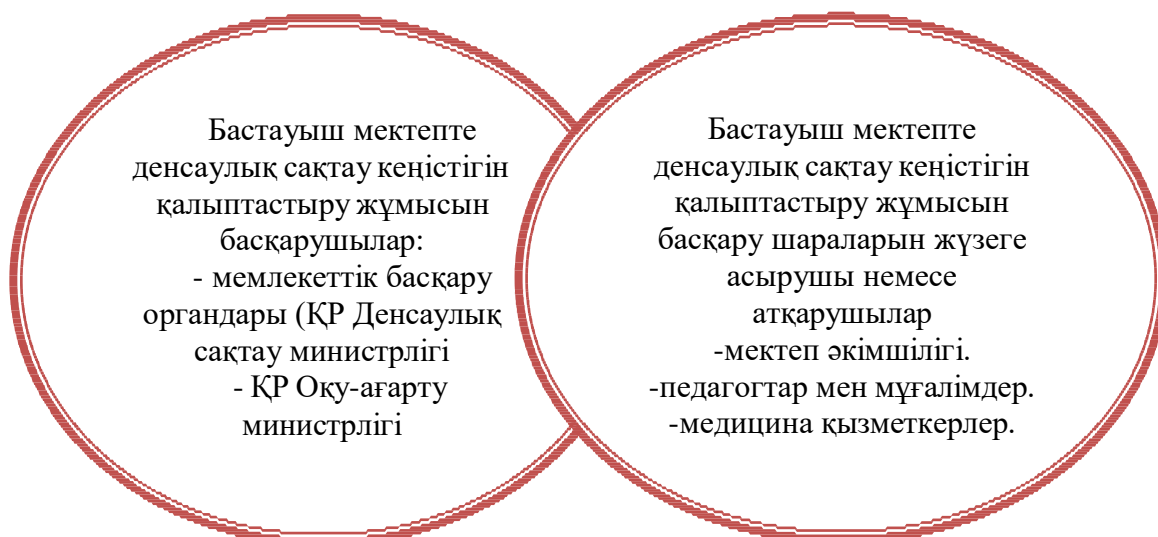 Бастауыш мектепте
денсаулық сақтау кеңістігін
қалыптастыру жұмысын
басқарушылар:
- мемлекеттік басқару
органдары (ҚР Денсаулық
сақтау министрлігі
- ҚР Оқу-ағарту
министрлігі
Бастауыш мектепте
денсаулық сақтау кеңістігін
қалыптастыру жұмысын
басқару шараларын жүзеге
асырушы немесе
атқарушылар
-мектеп әкімшілігі.
-педагогтар мен мұғалімдер.
-медицина қызметкерлер.